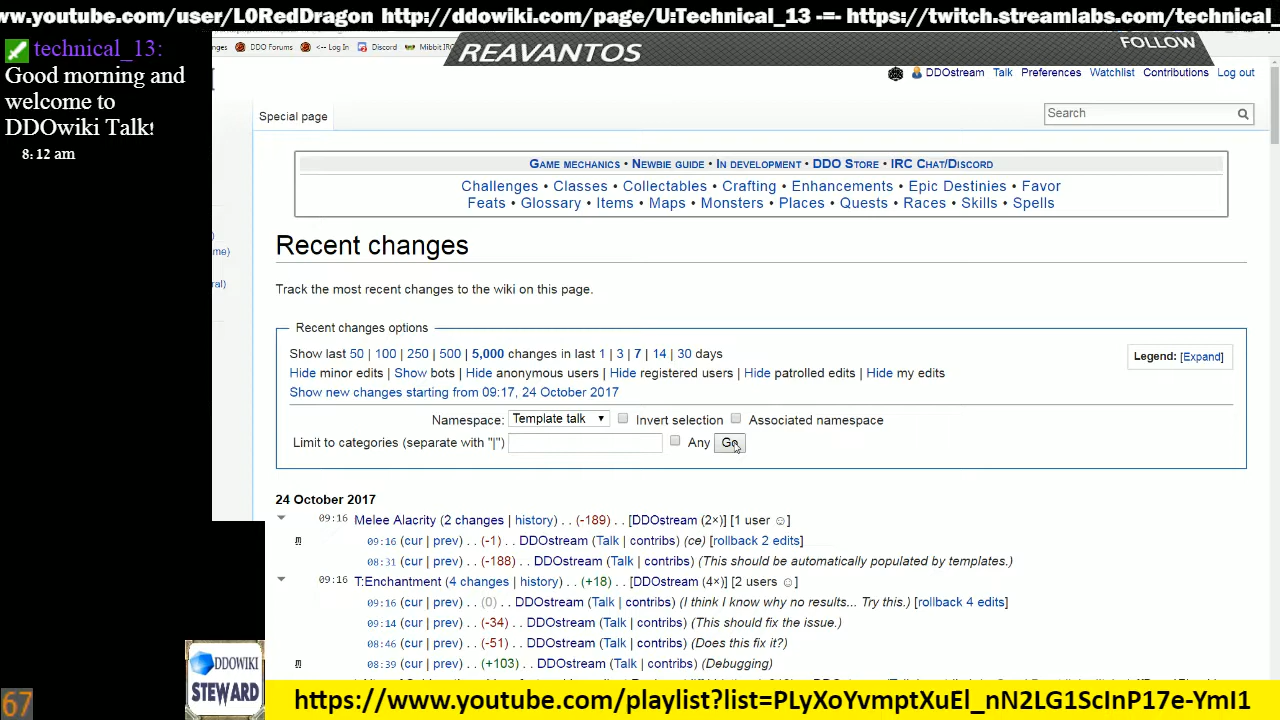 ww.youtube.com/user/L0RedDragon http://ddowiki.com/page/U:Technical_13 -=- https://twitch.streamlabs.com/technical_
technical_13:
Good morning and
welcome to
DDOwiki Talk!
8:12 am
nges DDO Forums <-- Log In Discord Mibbit IRC
REAVANTOS
FOLLOW
DDOstream Talk Preferences Watchlist Contributions Log out
Special page
Search
GAME MECHANICS • NEWBIE GUIDE • IN DEVELOPMENT • DDO STORE • IRC CHAT/DISCORD
Challenges • Classes • Collectables • Crafting • Enhancements • Epic Destinies • Favor
Feats • Glossary • Items • Maps • Monsters • Places • Quests • Races • Skills • Spells
)
me)
ral)
Recent changes
Track the most recent changes to the wiki on this page.
Recent changes options
Show last 50 | 100 | 250 | 500 | 5,000 changes in last 1 | 3 | 7 | 14 | 30 days
Legend: [Expand]
Hide minor edits | Show bots | Hide anonymous users | Hide registered users | Hide patrolled edits | Hide my edits
Show new changes starting from 09:17, 24 October 2017
Namespace: Template talk ▼ Invert selection Associated namespace
Limit to categories (separate with "|") Any Go
24 October 2017
09:16 Melee Alacrity (2 changes | history) . . (-189) . . [DDOstream (2×)] [1 user ☺]
09:16 (cur | prev) . . (-1) . . DDOstream (Talk | contribs) (ce) [rollback 2 edits]
08:31 (cur | prev) . . (-188) . . DDOstream (Talk | contribs) (This should be automatically populated by templates.)
09:16 T:Enchantment (4 changes | history) . . (+18) . . [DDOstream (4×)] [2 users ☺]
09:16 (cur | prev) . . (0) . . DDOstream (Talk | contribs) (I think I know why no results... Try this.) [rollback 4 edits]
09:14 (cur | prev) . . (-34) . . DDOstream (Talk | contribs) (This should fix the issue.)
08:46 (cur | prev) . . (-51) . . DDOstream (Talk | contribs) (Does this fix it?)
08:39 (cur | prev) . . (+103) . . DDOstream (Talk | contribs) (Debugging)
DDOWIKI
STEWARD
67
https://www.youtube.com/playlist?list=PLyXoYvmptXuEl_nN2LG1ScInP17e-YmI1